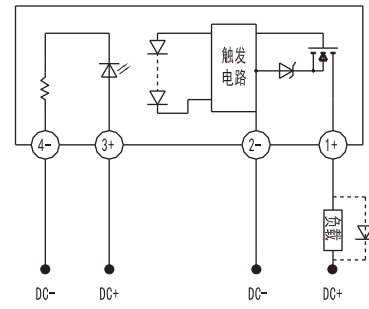 触发
电路
4-
3+
2-
1+
负载
DC-
DC+
DC-
DC+